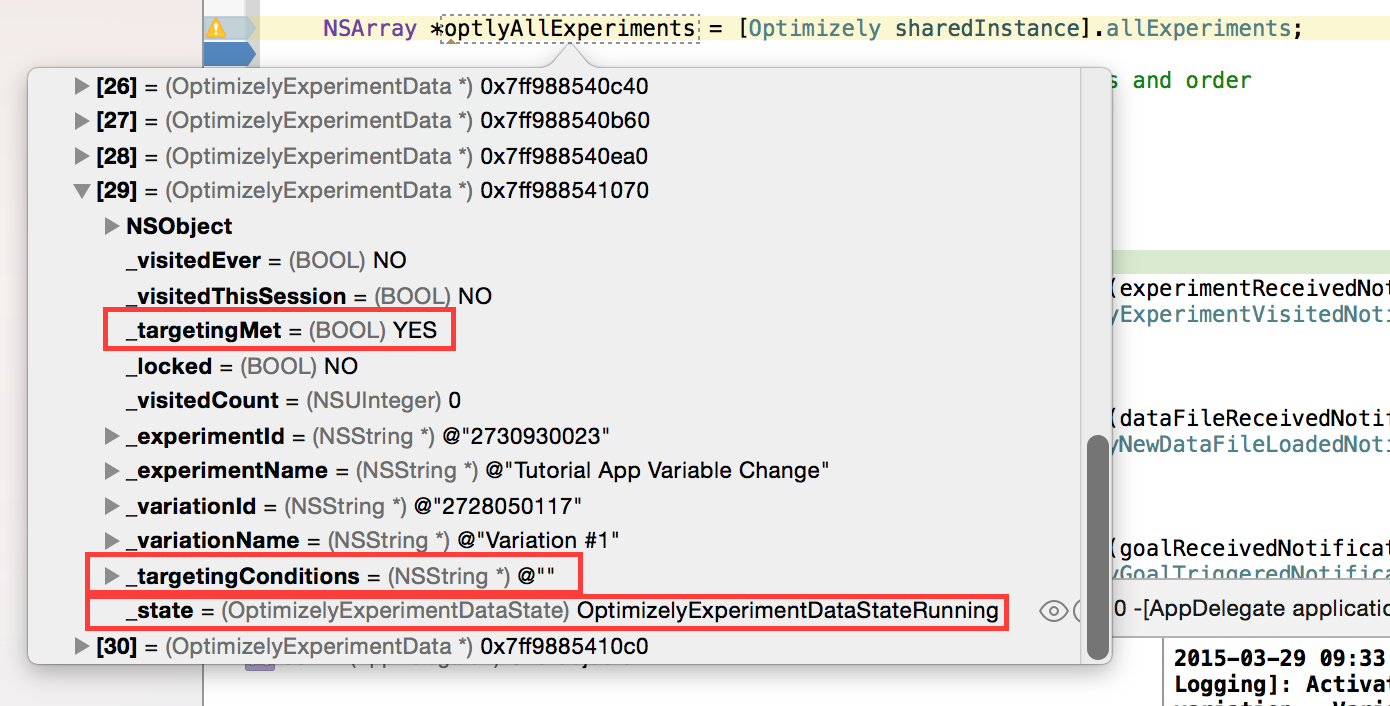 NSArray *optlyAllExperiments = [Optimizely sharedInstance].allExperiments;
s and order
[26] = (OptimizelyExperimentData *) 0x7ff988540c40
[27] = (OptimizelyExperimentData *) 0x7ff988540b60
[28] = (OptimizelyExperimentData *) 0x7ff988540ea0
[29] = (OptimizelyExperimentData *) 0x7ff988541070
NSObject
_visitedEver = (BOOL) NO
_visitedThisSession = (BOOL) NO
(experimentReceivedNot
yExperimentVisitedNoti
_targetingMet = (BOOL) YES
_locked = (BOOL) NO
_visitedCount = (NSUInteger) 0
(dataFileReceivedNotif
_experimentId = (NSString *) @"2730930023"
yNewDataFileLoadedNoti
_experimentName = (NSString *) @"Tutorial App Variable Change"
_variationId = (NSString *) @"2728050117"
_variationName = (NSString *) @"Variation #1"
(goalReceivedNotificat
yGoalTriggeredNotifica
_targetingConditions = (NSString *) @""
_state = (OptimizelyExperimentDataState) OptimizelyExperimentDataStateRunning
0 -[AppDelegate applicatio
[30] = (OptimizelyExperimentData *) 0x7ff9885410c0
2015-03-29 09:33
Logging]: Activat